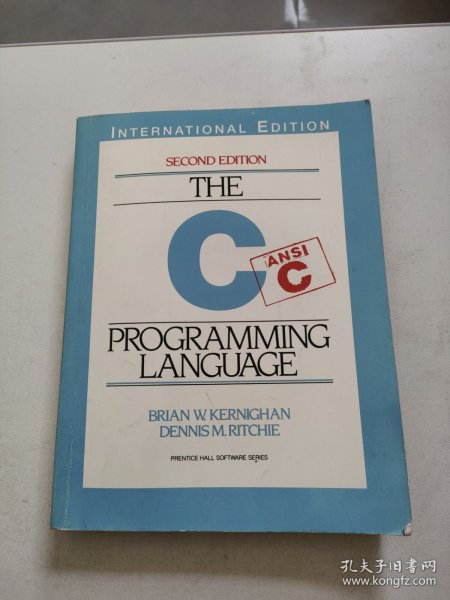 INTERNATIONAL EDITION
SECOND EDITION
THE
C
ANSI
C
PROGRAMMING
LANGUAGE
BRIAN W. KERNIGHAN
DENNIS M. RITCHIE
PRENTICE HALL SOFTWARE SERIES
孔夫子旧书网
www.kongfz.com